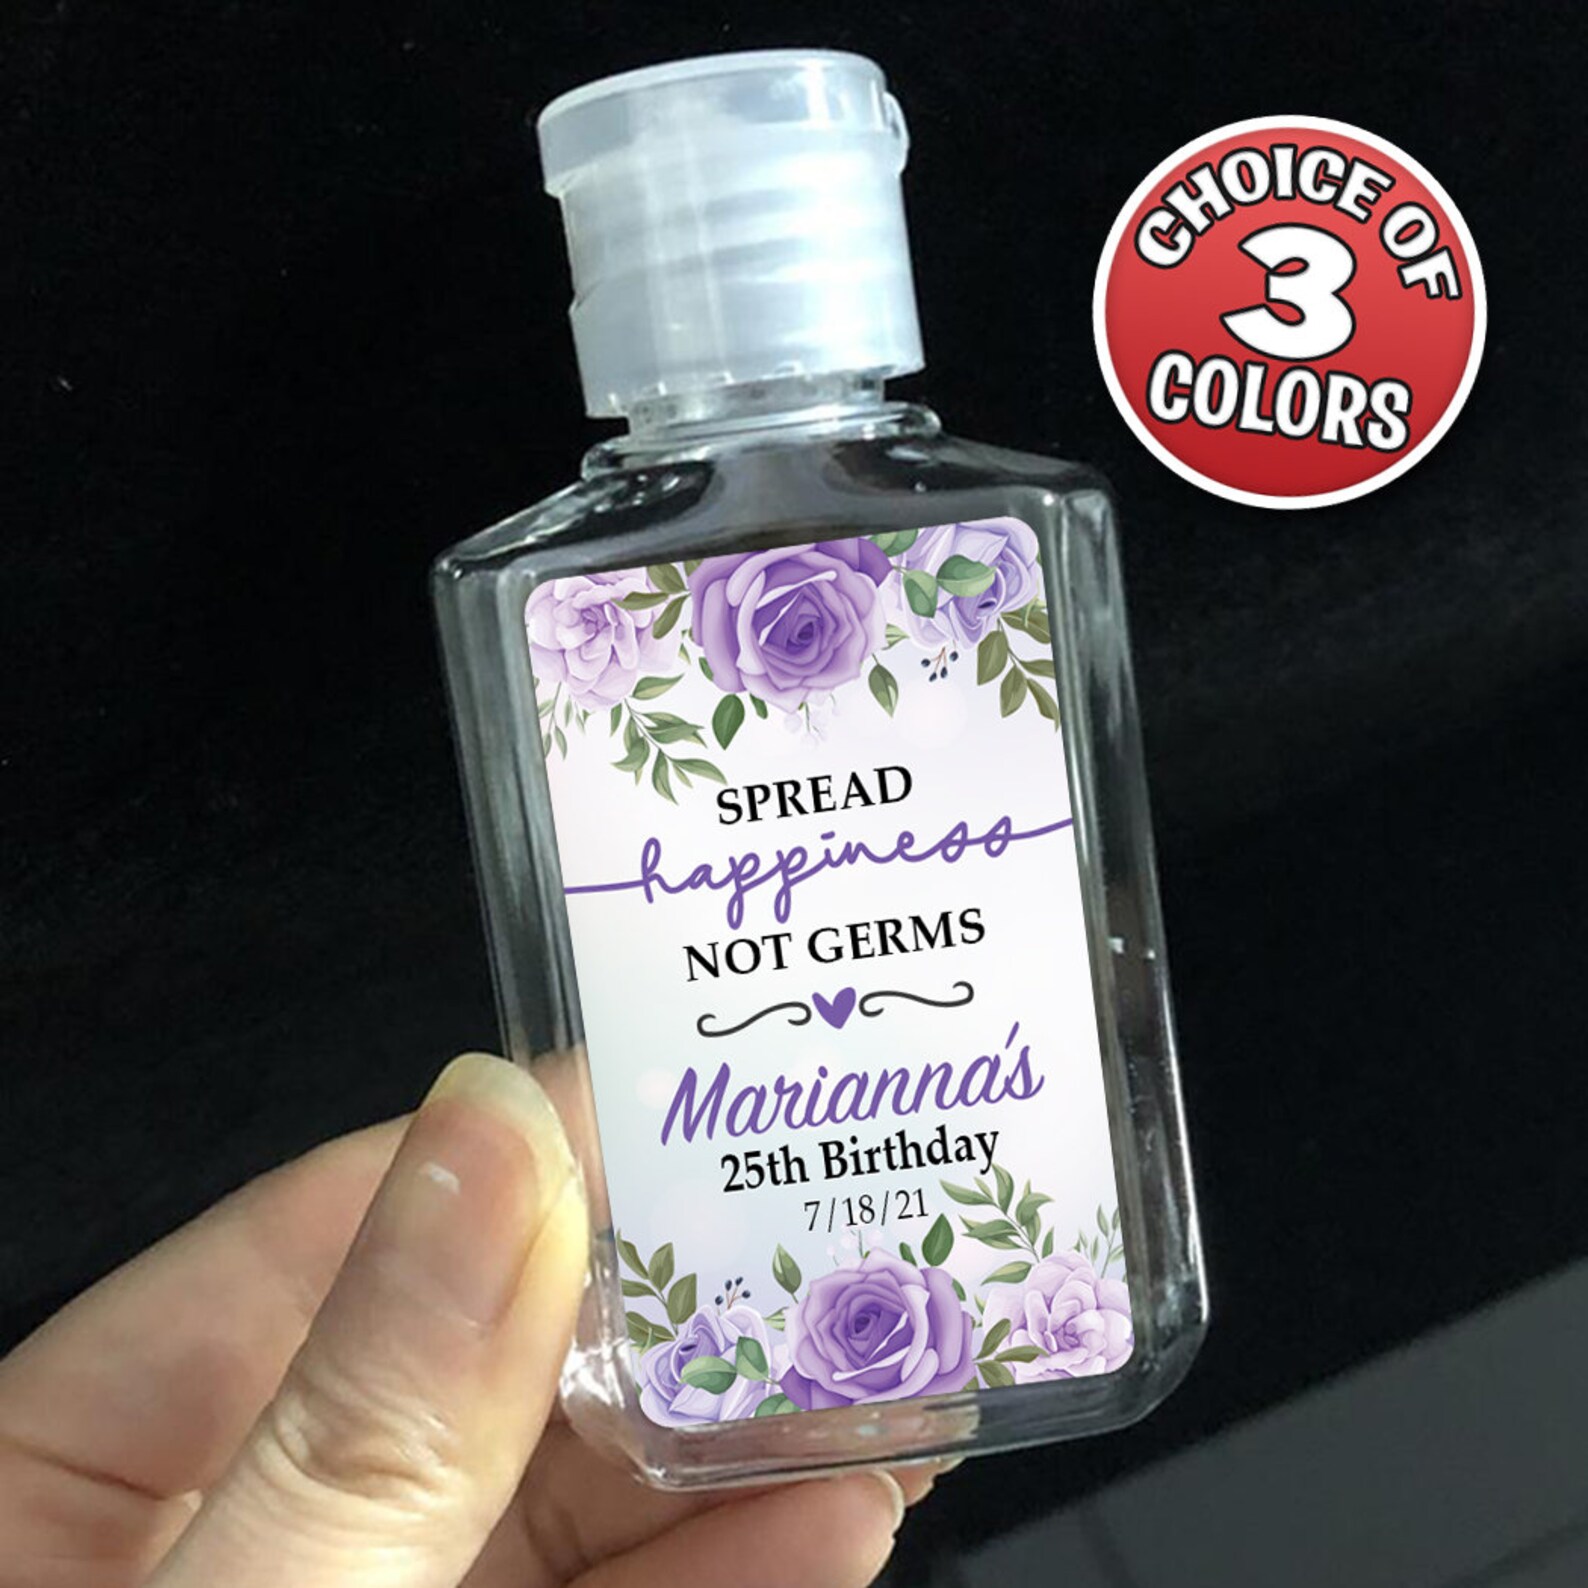 CHOICE OF
3
COLORS
SPREAD
happiness
NOT GERMS
Marianna's
25th Birthday
7/18/21